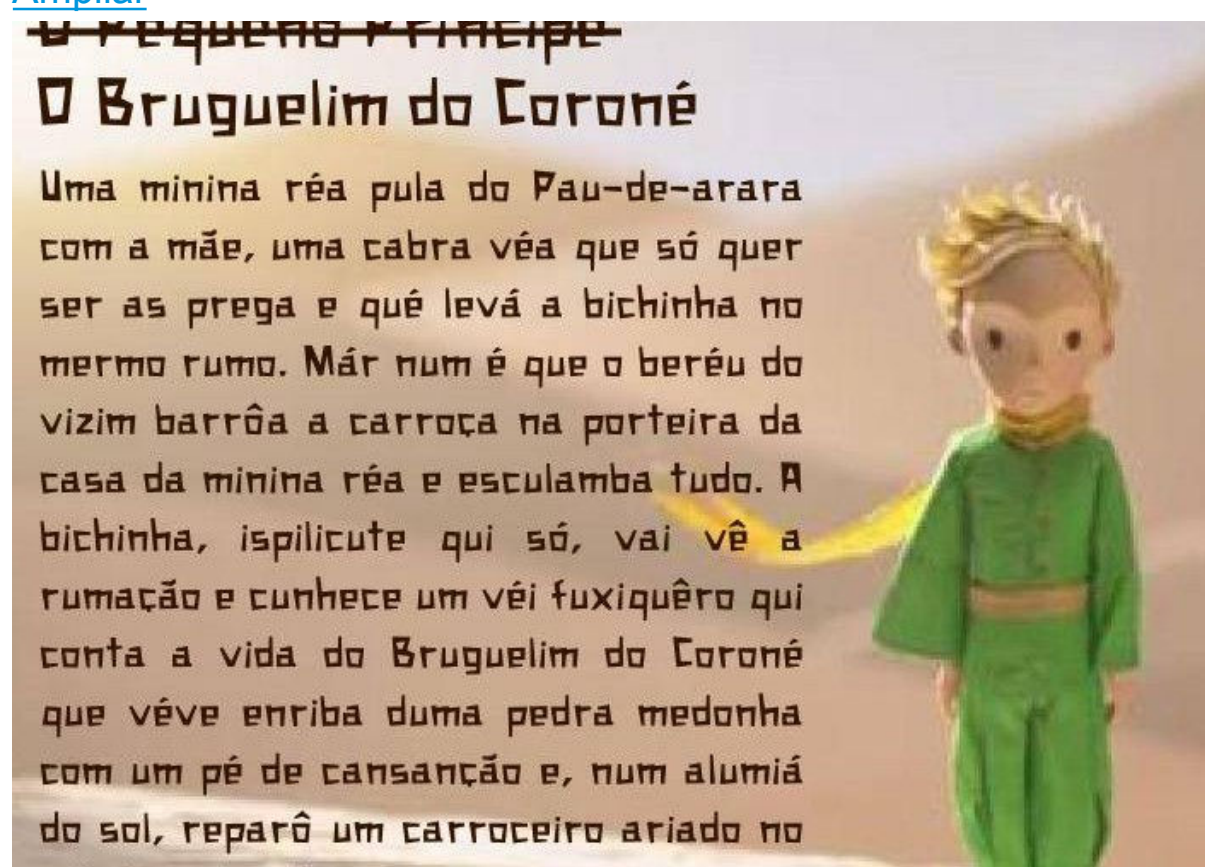 Ampliar
O Pequeno Príncipe
O Bruguelim do Coroné
Uma minina réa pula do Pau-de-arara
com a mãe, uma cabra véa que só quer
ser as prega e qué levá a bichinha no
mermo rumo. Már num é que o beréu do
vizim barrôa a carroça na porteira da
casa da minina réa e esculamba tudo. A
bichinha, ispilicute qui só, vai vê a
rumação e cunhece um véi fuxiquêro qui
conta a vida do Bruguelim do Coroné
que véve enriba duma pedra medonha
com um pé de cansanção e, num alumiá
do sol, reparô um carroceiro ariado no